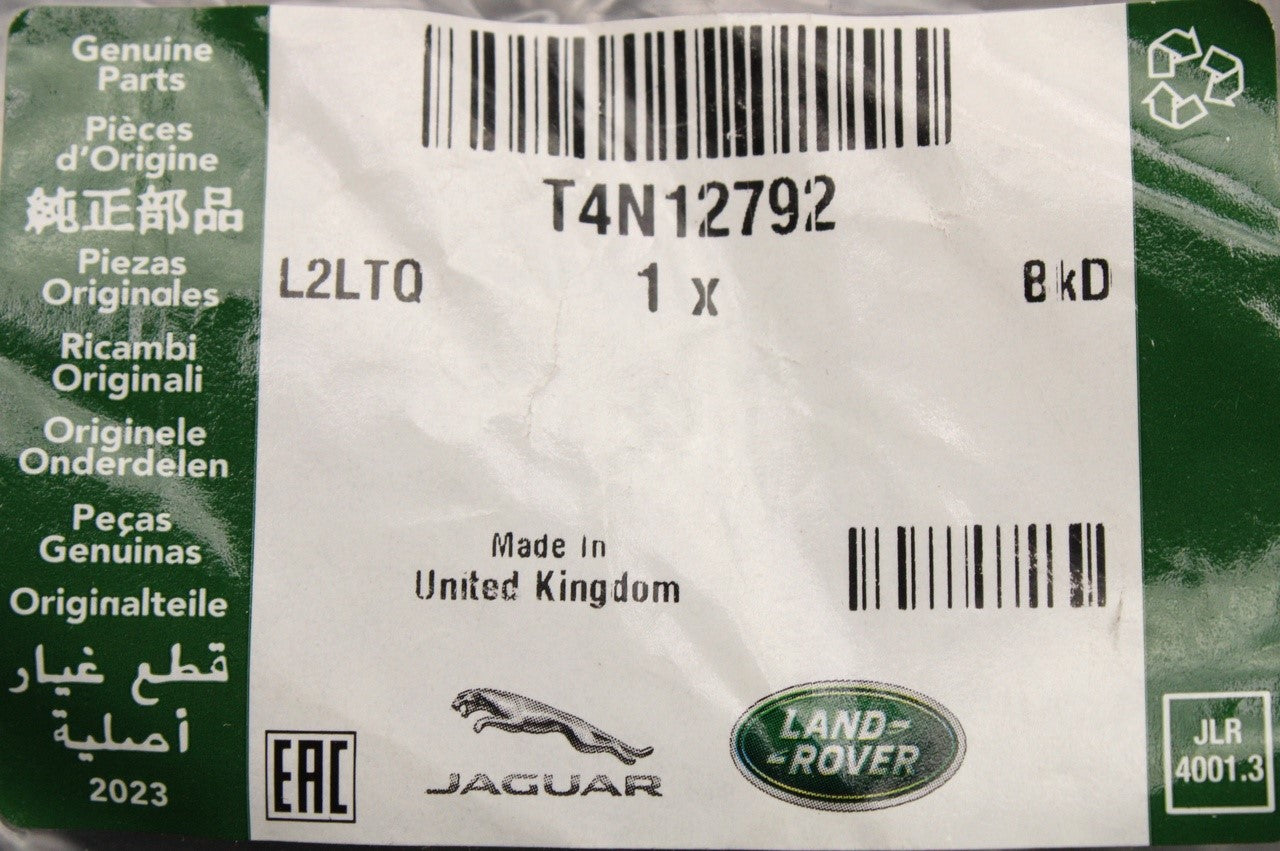 Genuine
Parts
Pièces
d'Origine
純正部品
Piezas
Originales
Ricambi
Originali
Originele
Onderdelen
Peças
Genuinas
Originalteile
قطع غيار
أصلية
2023
T4N12792
L2LTQ 1 x 8kD
Made In
United Kingdom
EAC
JAGUAR
LAND-
-ROVER
JLR
4001.3